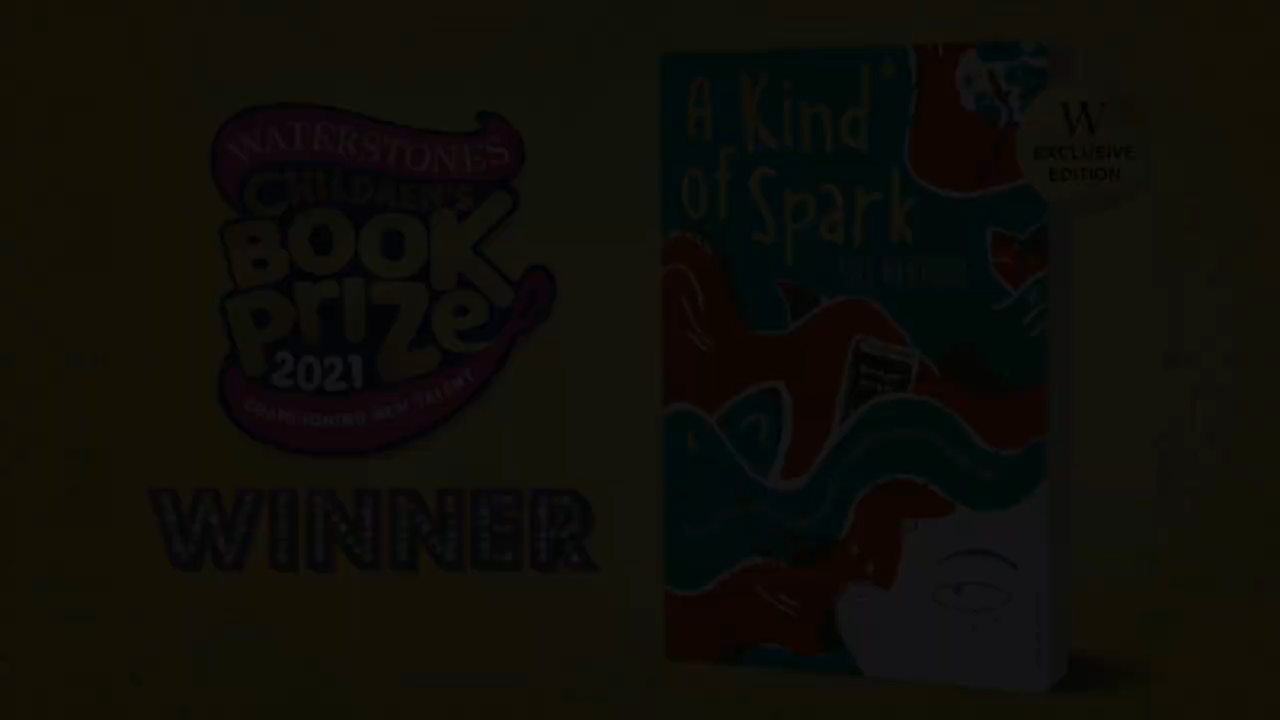 WATERSTONES
CHILDREN'S
BOOK
PRIZE
2021
CHAMPIONING NEW TALENT
WINNER
A Kind
of Spark
W
EXCLUSIVE
EDITION